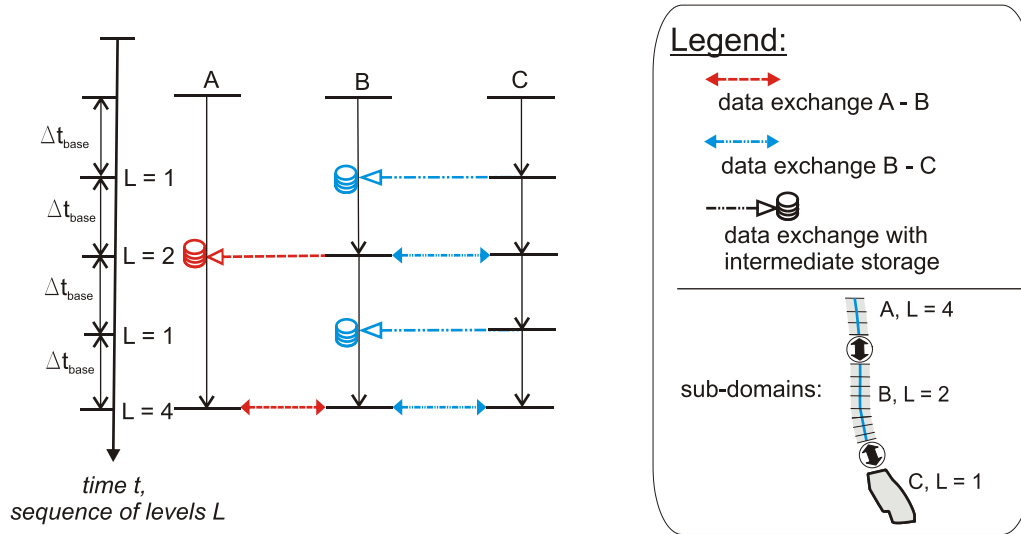 A
B
C
Δt_base
L = 1
Δt_base
L = 2
Δt_base
L = 1
Δt_base
L = 4
time t,
sequence of levels L
Legend:
data exchange A - B
data exchange B - C
data exchange with
intermediate storage
sub-domains:
A, L = 4
B, L = 2
C, L = 1